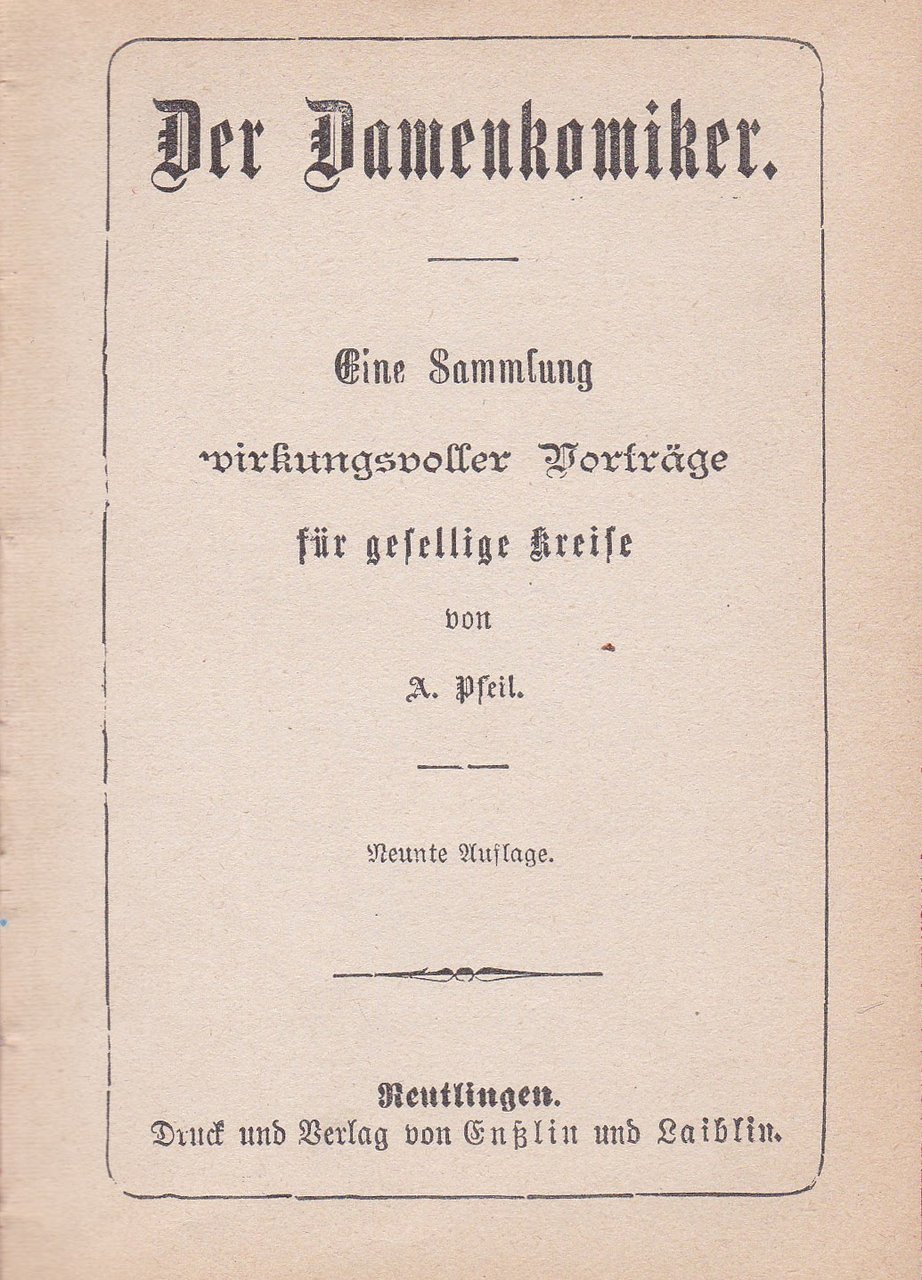 Der Damenkomiker.
Eine Sammlung
wirkungsvoller Vorträge
für gesellige Kreise
von
A. Pfeil.
Neunte Auflage.
Reutlingen.
Druck und Verlag von Enßlin und Laiblin.